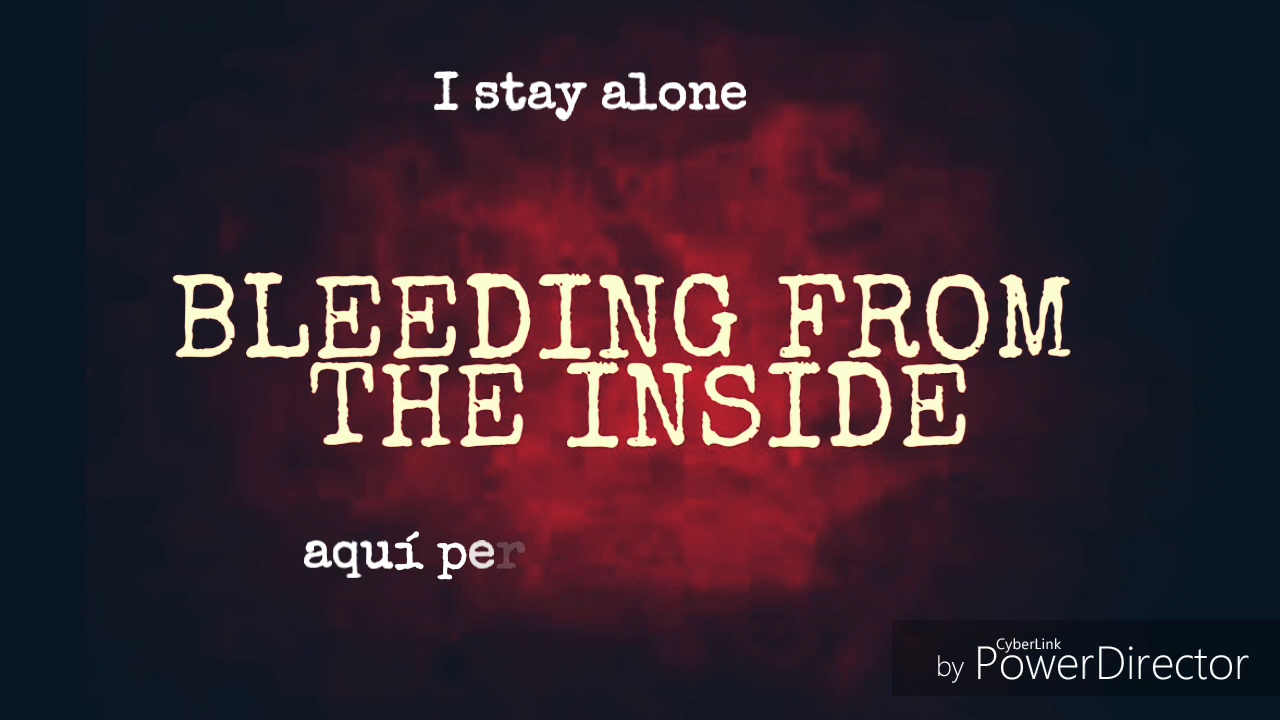 I stay alone
BLEEDING FROM
THE INSIDE
aquí per
CyberLink
by PowerDirector